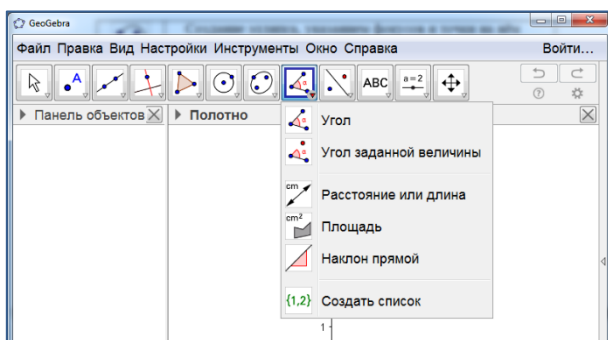 GeoGebra
Файл Правка Вид Настройки Инструменты Окно Справка Войти...
A α ABC a=2
Панель объектов Полотно
α Угол
α Угол заданной величины
cm Расстояние или длина
cm² Площадь
Наклон прямой
{1,2} Создать список
1